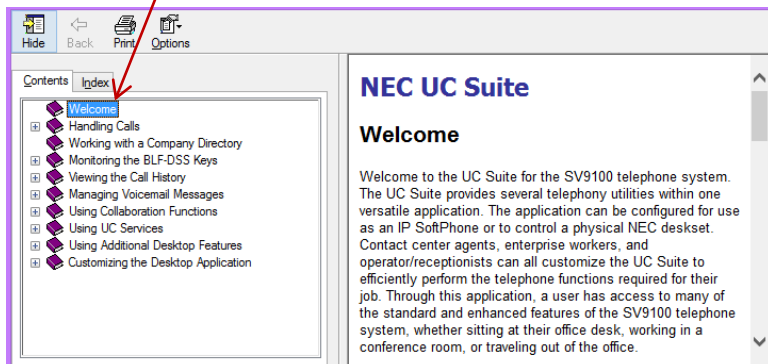 Hide Back Print Options
Contents Index
Welcome
Handling Calls
Working with a Company Directory
Monitoring the BLF-DSS Keys
Viewing the Call History
Managing Voicemail Messages
Using Collaboration Functions
Using UC Services
Using Additional Desktop Features
Customizing the Desktop Application
NEC UC Suite
Welcome
Welcome to the UC Suite for the SV9100 telephone system.
The UC Suite provides several telephony utilities within one
versatile application. The application can be configured for use
as an IP SoftPhone or to control a physical NEC deskset.
Contact center agents, enterprise workers, and
operator/receptionists can all customize the UC Suite to
efficiently perform the telephone functions required for their
job. Through this application, a user has access to many of
the standard and enhanced features of the SV9100 telephone
system, whether sitting at their office desk, working in a
conference room, or traveling out of the office.